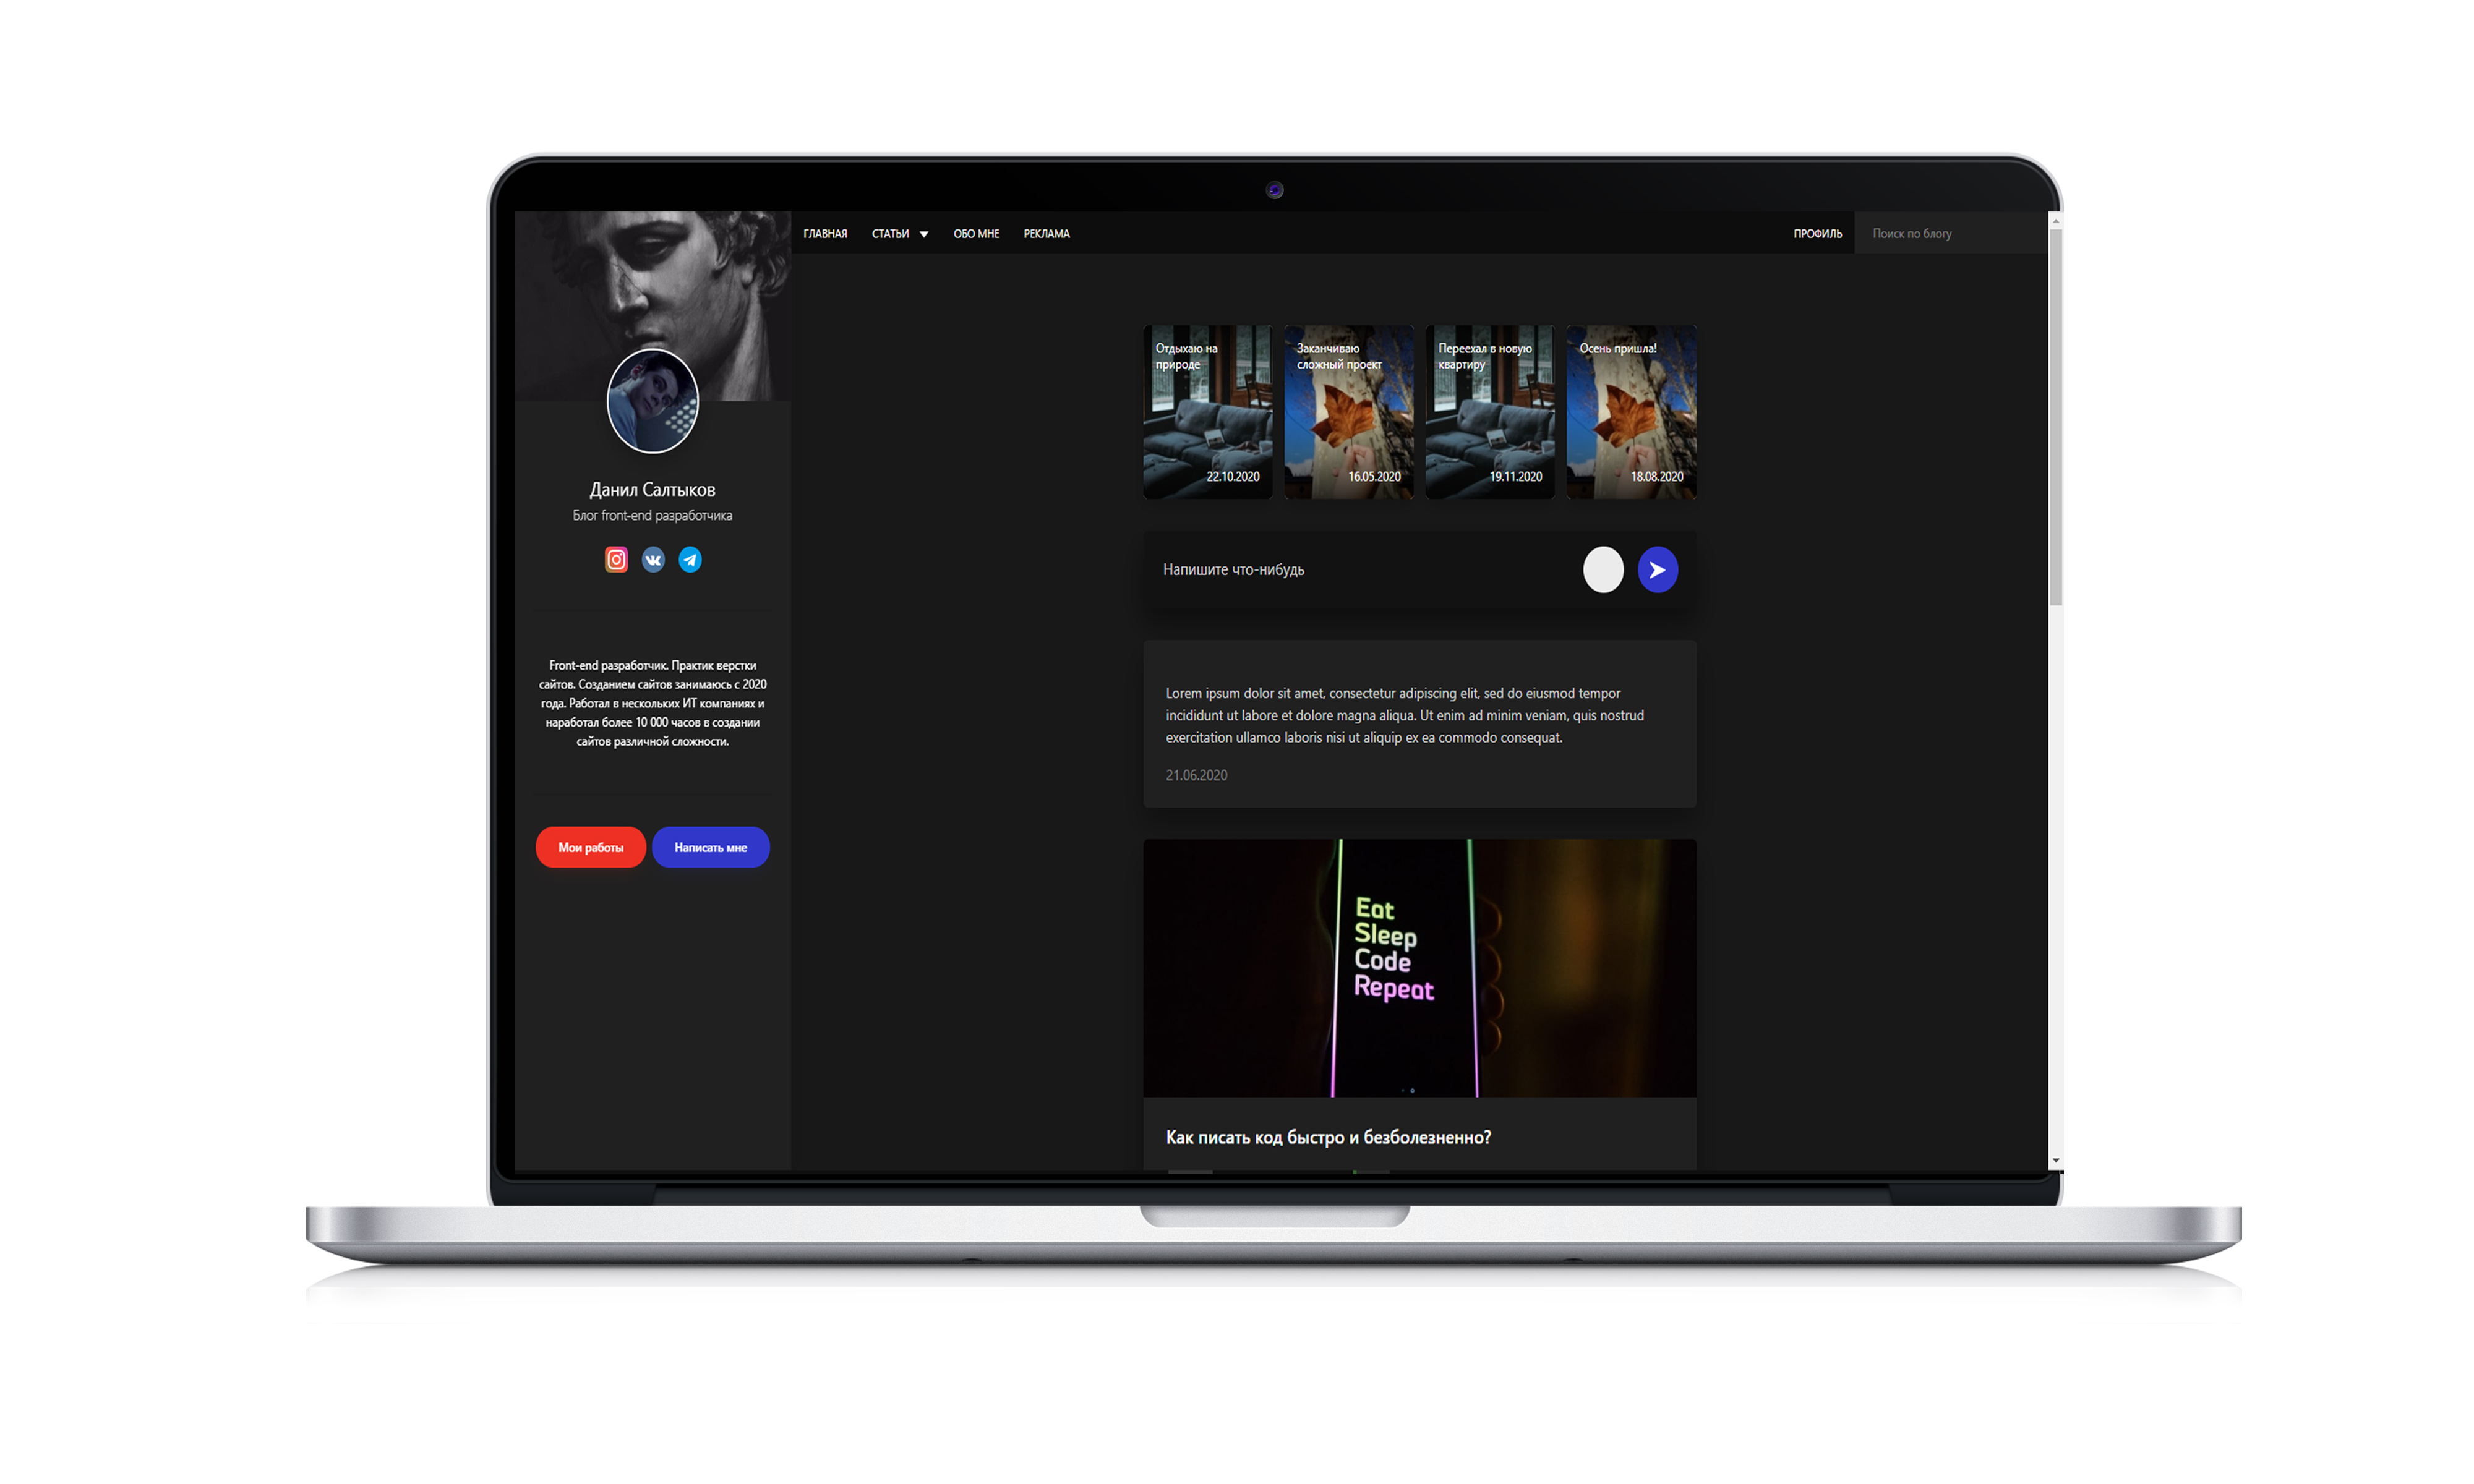 ГЛАВНАЯ
СТАТЬИ
ОБО МНЕ
РЕКЛАМА
ПРОФИЛЬ
Поиск по блогу
Данил Салтыков
Блог front-end разработчика
Front-end разработчик. Практик верстки
сайтов. Созданием сайтов занимаюсь с 2020
года. Работал в нескольких ИТ компаниях и
наработал более 10 000 часов в создании
сайтов различной сложности.
Мои работы
Написать мне
Отдыхаю на
природе
22.10.2020
Заканчиваю
сложный проект
16.05.2020
Переехал в новую
квартиру
19.11.2020
Осень пришла!
18.08.2020
Напишите что-нибудь
Lorem ipsum dolor sit amet, consectetur adipiscing elit, sed do eiusmod tempor
incididunt ut labore et dolore magna aliqua. Ut enim ad minim veniam, quis nostrud
exercitation ullamco laboris nisi ut aliquip ex ea commodo consequat.
21.06.2020
Eat
Sleep
Code
Repeat
Как писать код быстро и безболезненно?